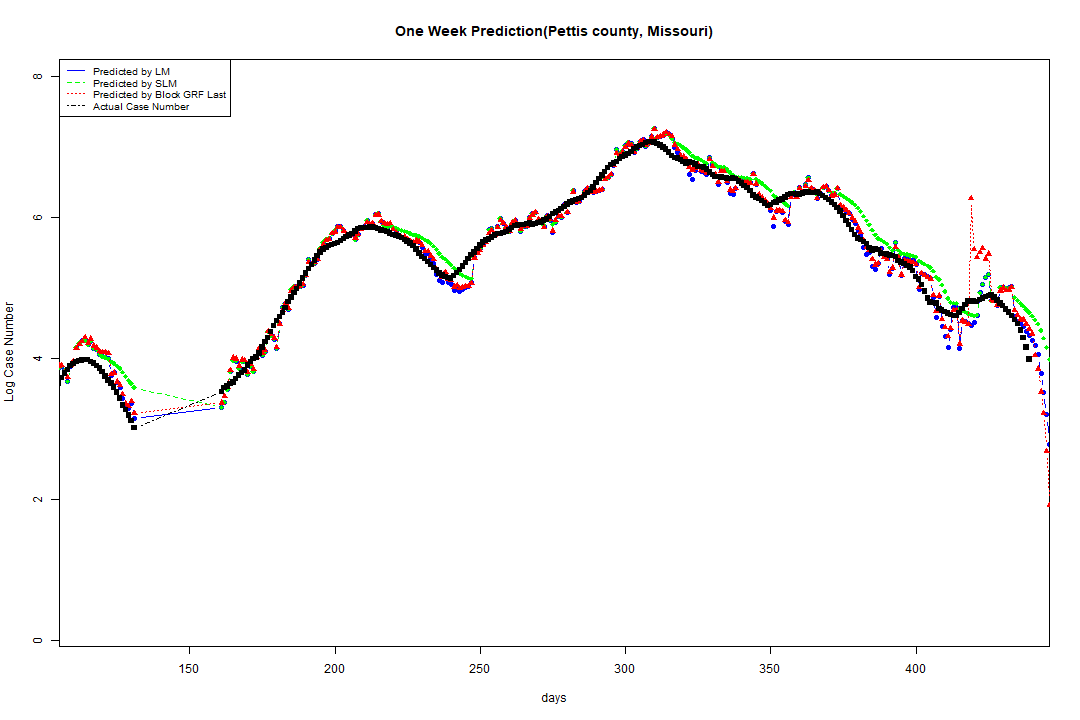 One Week Prediction(Pettis county, Missouri)
Predicted by LM
Predicted by SLM
Predicted by Block GRF Last
Actual Case Number
8
6
4
2
0
Log Case Number
150 200 250 300 350 400
days